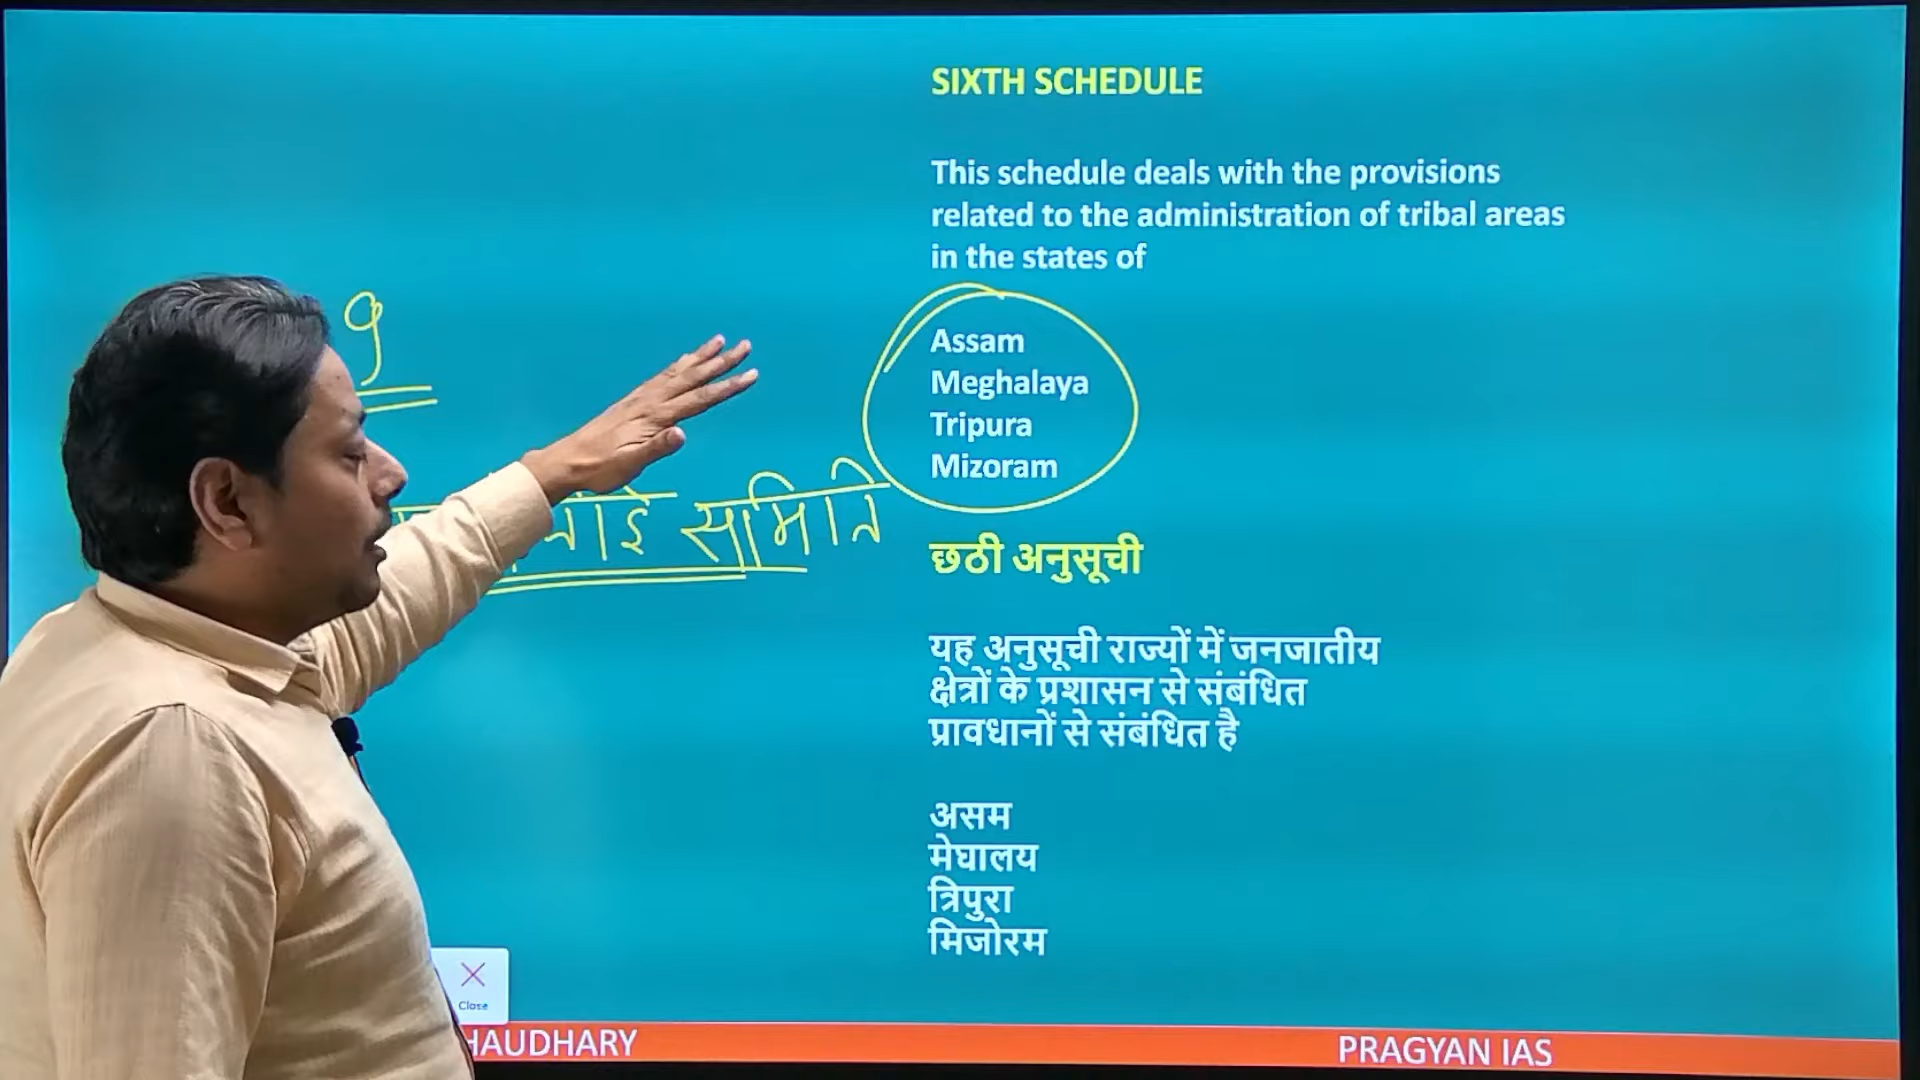 SIXTH SCHEDULE
This schedule deals with the provisions
related to the administration of tribal areas
in the states of
Assam
Meghalaya
Tripura
Mizoram
9
समिति
छठी अनुसूची
यह अनुसूची राज्यों में जनजातीय
क्षेत्रों के प्रशासन से संबंधित
प्रावधानों से संबंधित है
असम
मेघालय
त्रिपुरा
मिजोरम
Close
HAUDHARY
PRAGYAN IAS